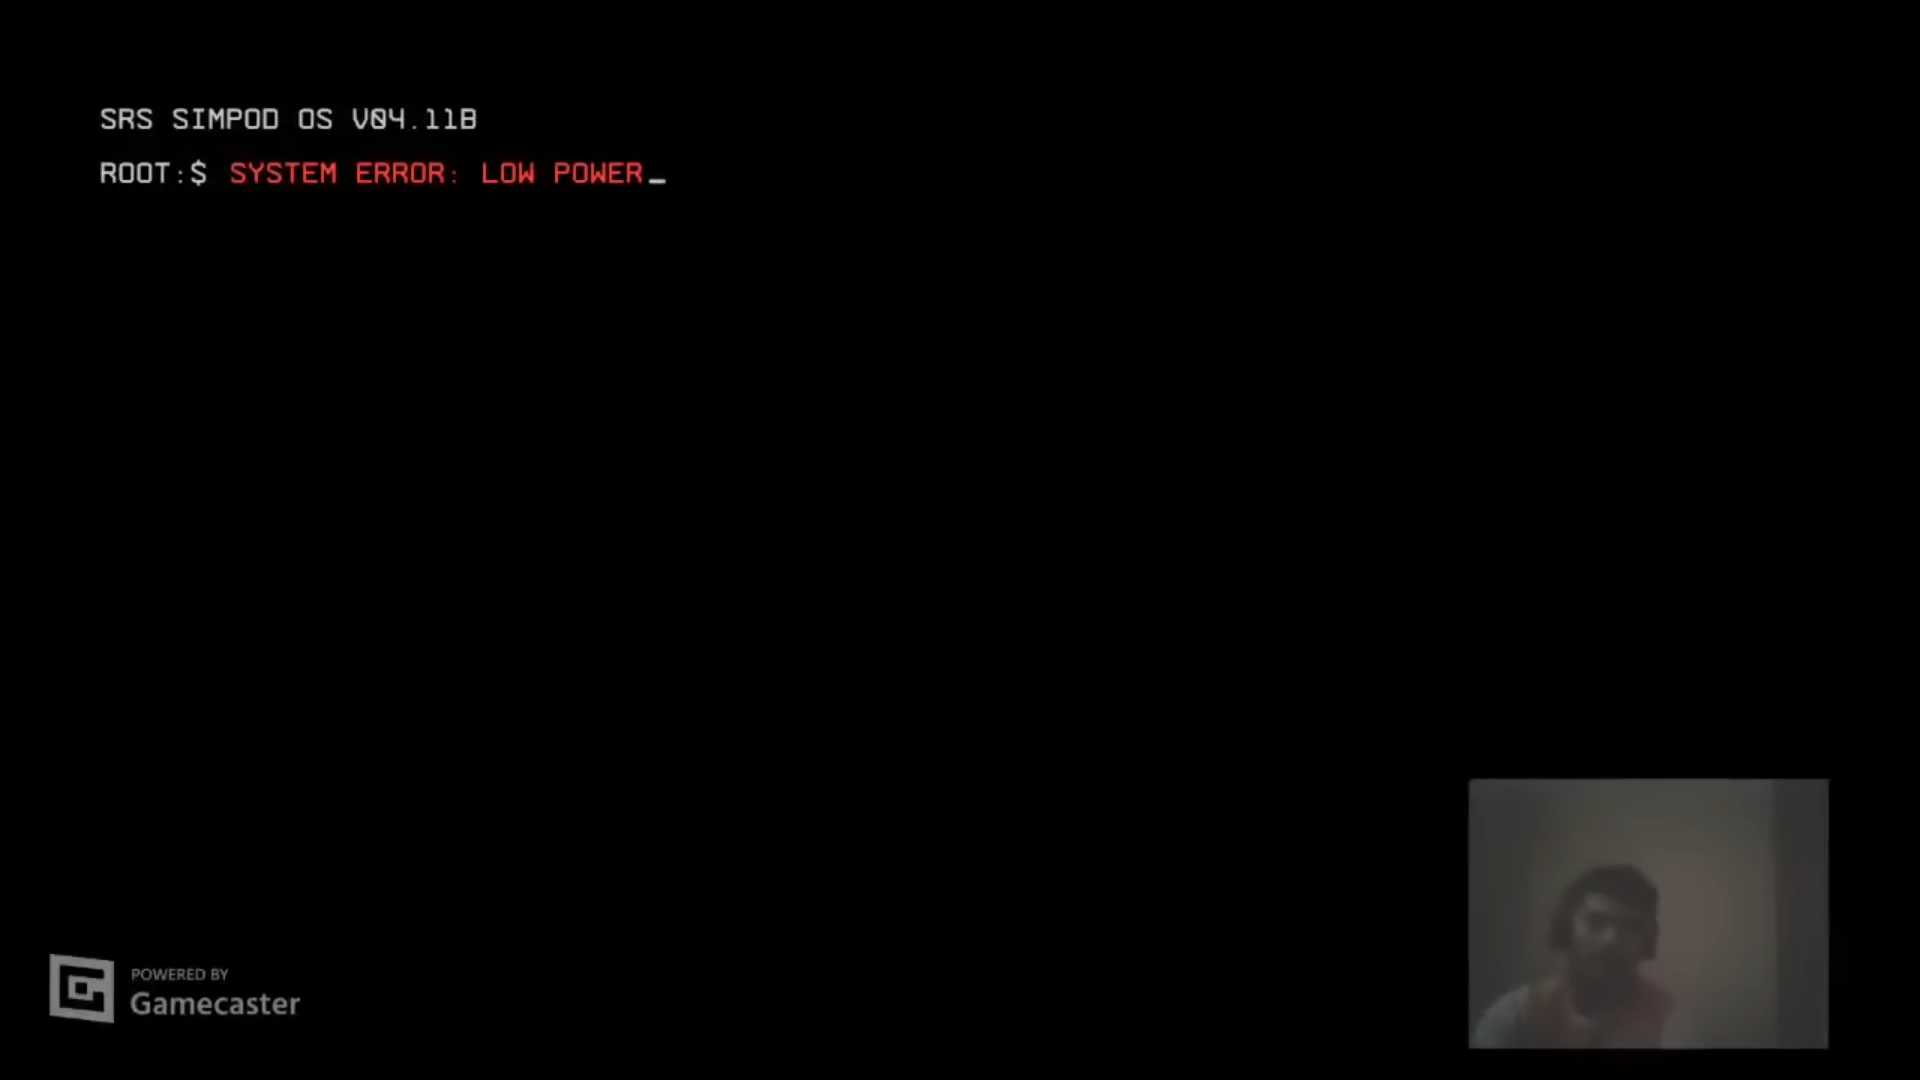 SRS SIMPOD OS V04.11B
ROOT:$ SYSTEM ERROR: LOW POWER_
POWERED BY
Gamecaster